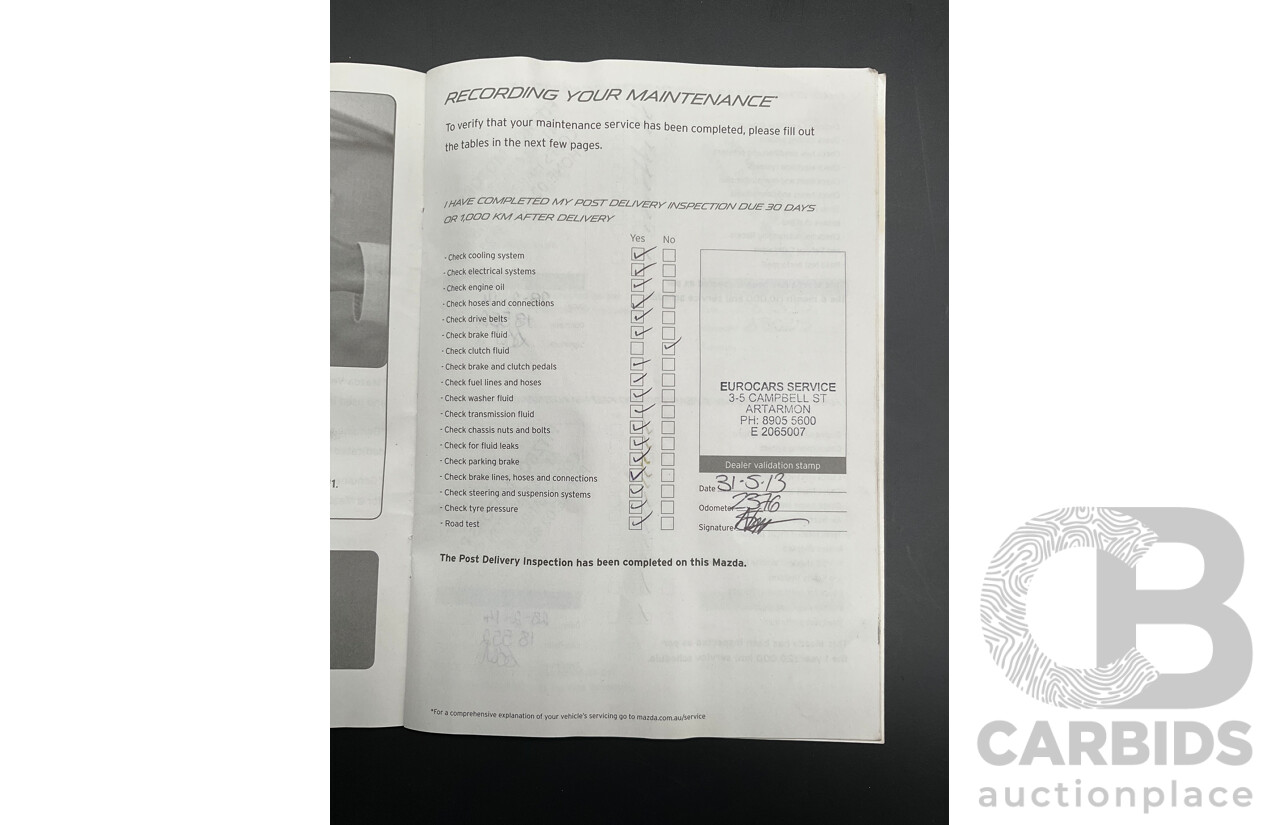 RECORDING YOUR MAINTENANCE*
To verify that your maintenance service has been completed, please fill out
the tables in the next few pages.
I HAVE COMPLETED MY POST DELIVERY INSPECTION DUE 30 DAYS
OR 1,000 KM AFTER DELIVERY
Yes No
- Check cooling system
- Check electrical systems
- Check engine oil
- Check hoses and connections
- Check drive belts
- Check brake fluid
- Check clutch fluid
- Check brake and clutch pedals
- Check fuel lines and hoses
- Check washer fluid
- Check transmission fluid
- Check chassis nuts and bolts
- Check for fluid leaks
- Check parking brake
- Check brake lines, hoses and connections
- Check steering and suspension systems
- Check tyre pressure
- Road test
EUROCARS SERVICE
3-5 CAMPBELL ST
ARTARMON
PH: 8905 5600
E 2065007
Dealer validation stamp
Date 31-5-13
Odometer 2376
Signature
The Post Delivery Inspection has been completed on this Mazda.
*For a comprehensive explanation of your vehicle's servicing go to mazda.com.au/service
1.
CB
CARBIDS
auctionplace